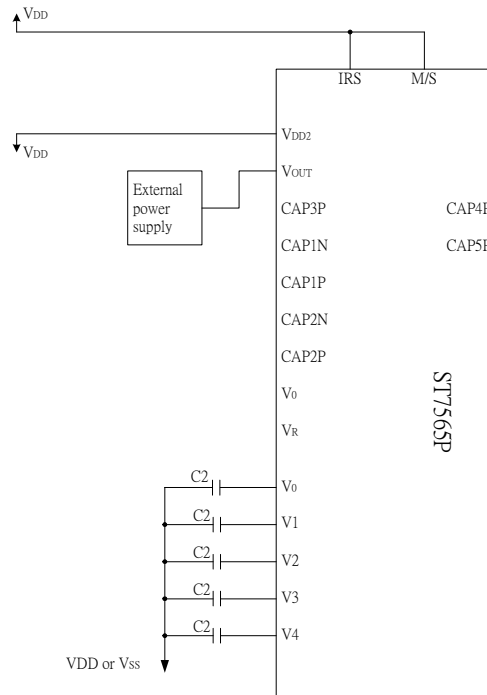 VDD
IRS M/S
VDD2
VDD
VOUT
External
power
supply
CAP3P
CAP1N
CAP5P
CAP1P
CAP2N
CAP2P
V0
VR
ST7565P
C2 V0
C2 V1
C2 V2
C2 V3
C2 V4
VDD or VSS